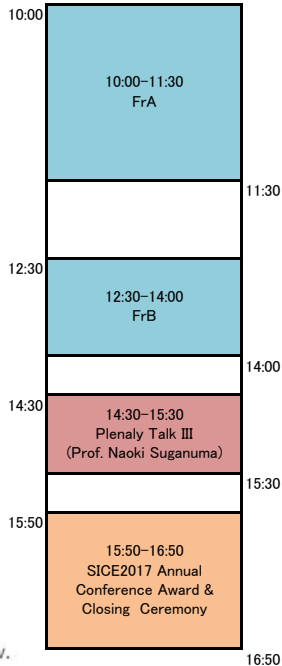 10:00
10:00-11:30
FrA
11:30
12:30
12:30-14:00
FrB
14:00
14:30
14:30-15:30
Plenaly Talk III
(Prof. Naoki Suganuma)
15:30
15:50
15:50-16:50
SICE2017 Annual
Conference Award &
Closing Ceremony
16:50